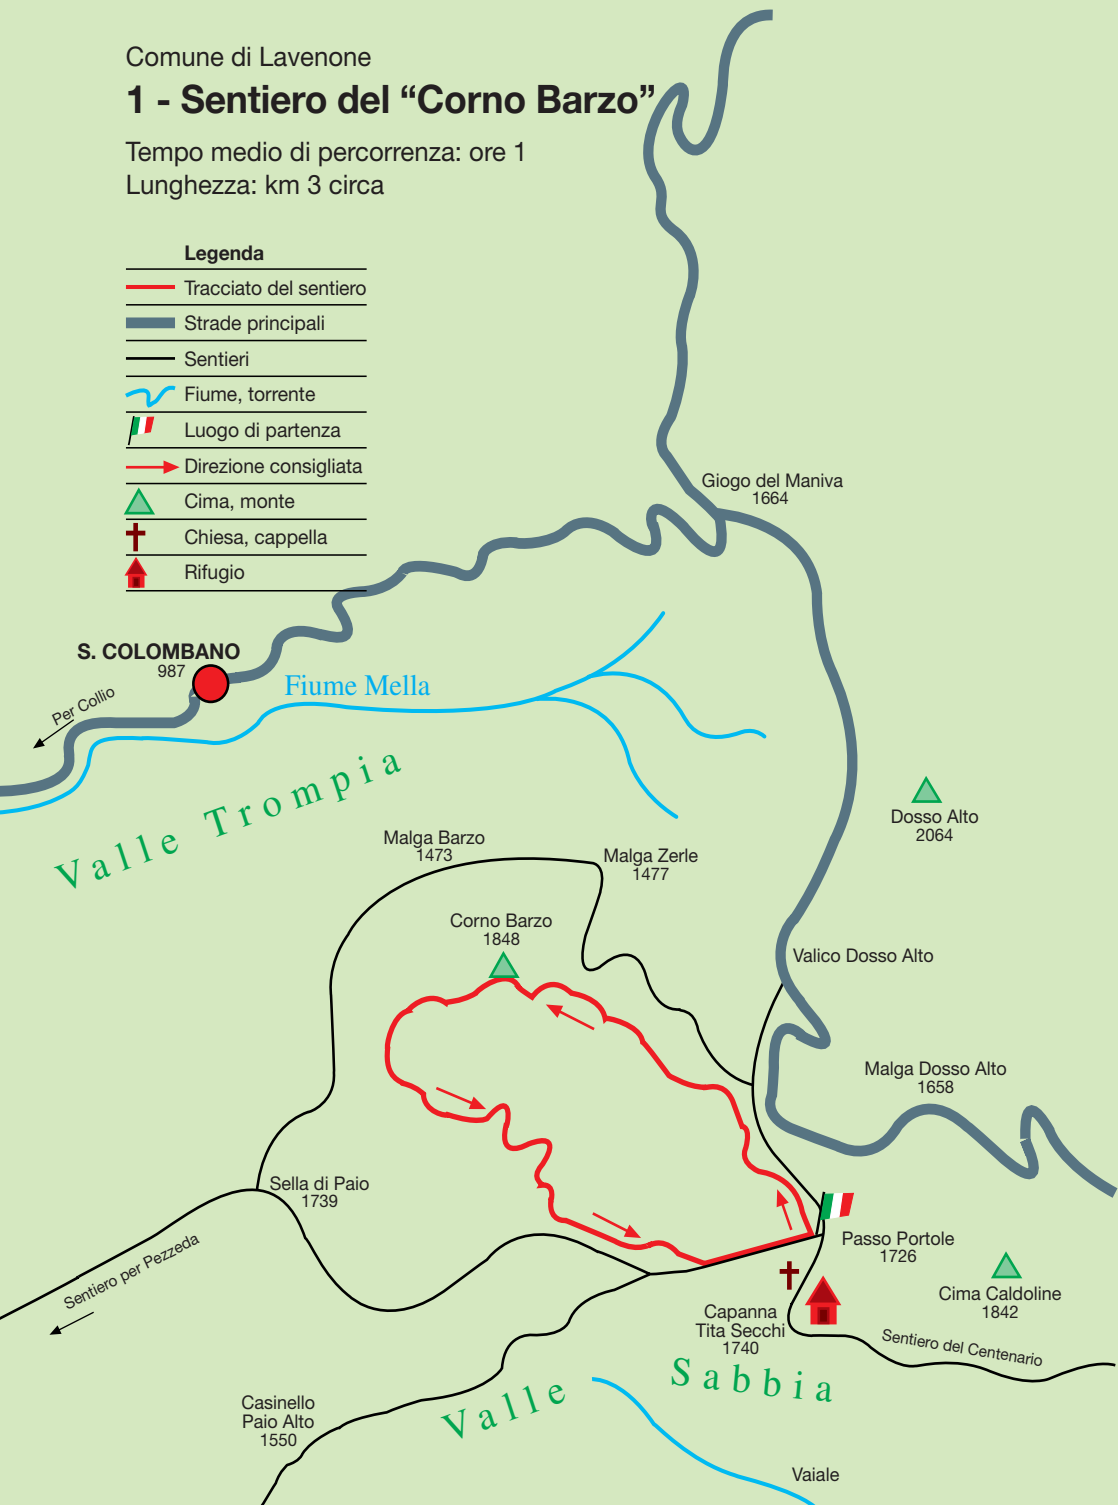 Comune di Lavenone
1 - Sentiero del “Corno Barzo”
Tempo medio di percorrenza: ore 1
Lunghezza: km 3 circa
Legenda
Tracciato del sentiero
Strade principali
Sentieri
Fiume, torrente
Luogo di partenza
Direzione consigliata
Cima, monte
Chiesa, cappella
Rifugio
Giogo del Maniva
1664
S. COLOMBANO
987
Per Collio
Fiume Mella
Valle Trompia
Dosso Alto
2064
Malga Barzo
1473
Malga Zerle
1477
Corno Barzo
1848
Valico Dosso Alto
Malga Dosso Alto
1658
Sella di Paio
1739
Sentiero per Pezzeda
Passo Portole
1726
Cima Caldoline
1842
Capanna
Tita Secchi
1740
Sentiero del Centenario
Valle Sabbia
Casinello
Paio Alto
1550
Vaiale